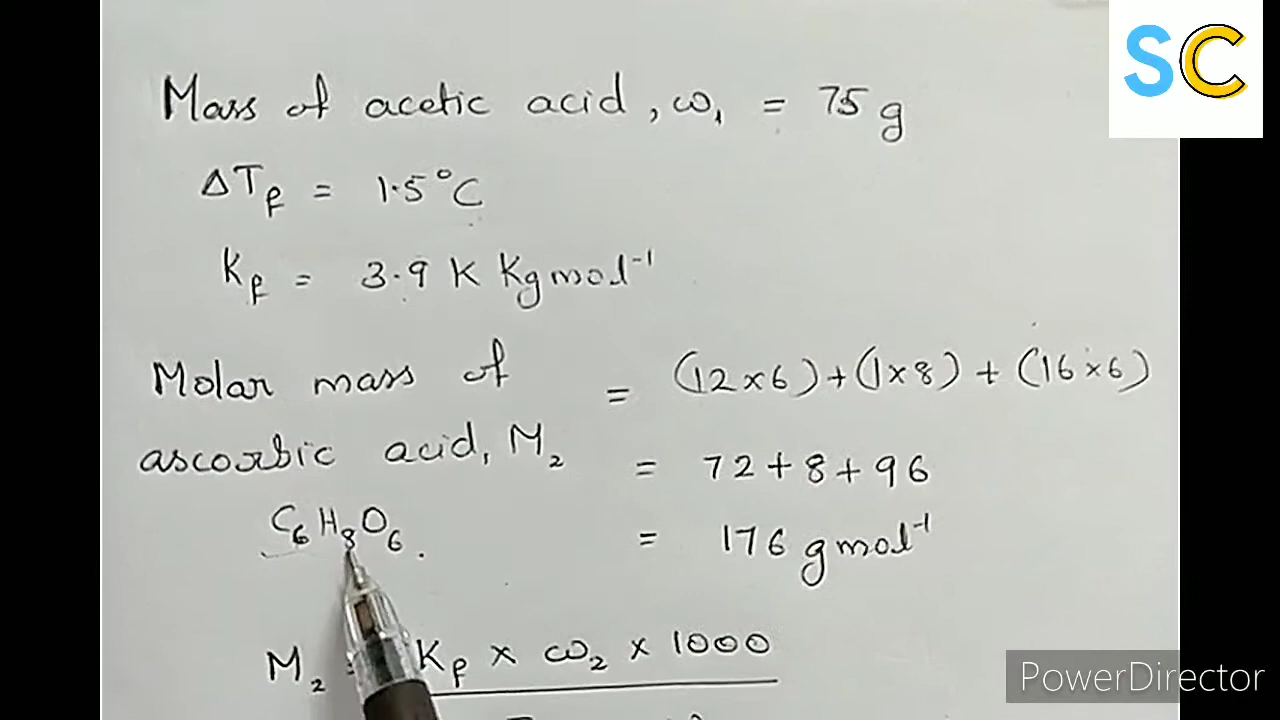 SC
Mass of acetic acid, ω₁ = 75 g
ΔTf = 1.5°C
Kf = 3.9 K Kg mol⁻¹
Molar mass of ascorbic acid, M₂ = (12×6)+(1×8)+(16×6)
= 72+8+96
C₆H₈O₆. = 176 g mol⁻¹
M₂ = Kf × ω₂ × 1000
PowerDirector